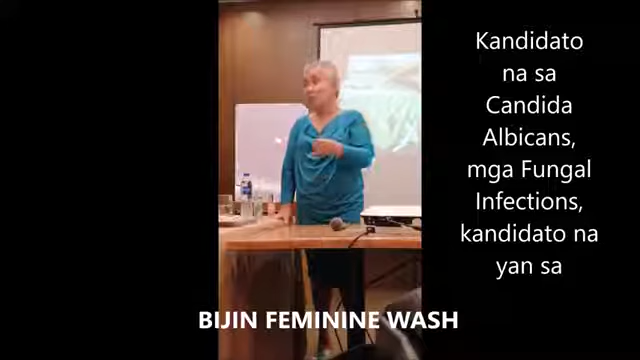 Kandidato
na sa
Candida
Albicans,
mga Fungal
Infections,
kandidato na
yan sa
BIJIN FEMININE WASH